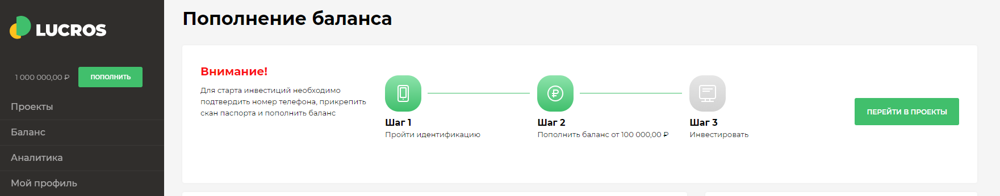 LUCROS
1 000 000,00 ₽
ПОПОЛНИТЬ
Проекты
Баланс
Аналитика
Мой профиль
Пополнение баланса
Внимание!
Для старта инвестиций необходимо
подтвердить номер телефона, прикрепить
скан паспорта и пополнить баланс
Шаг 1
Пройти идентификацию
Шаг 2
Пополнить баланс от 100 000,00 ₽
Шаг 3
Инвестировать
ПЕРЕЙТИ В ПРОЕКТЫ